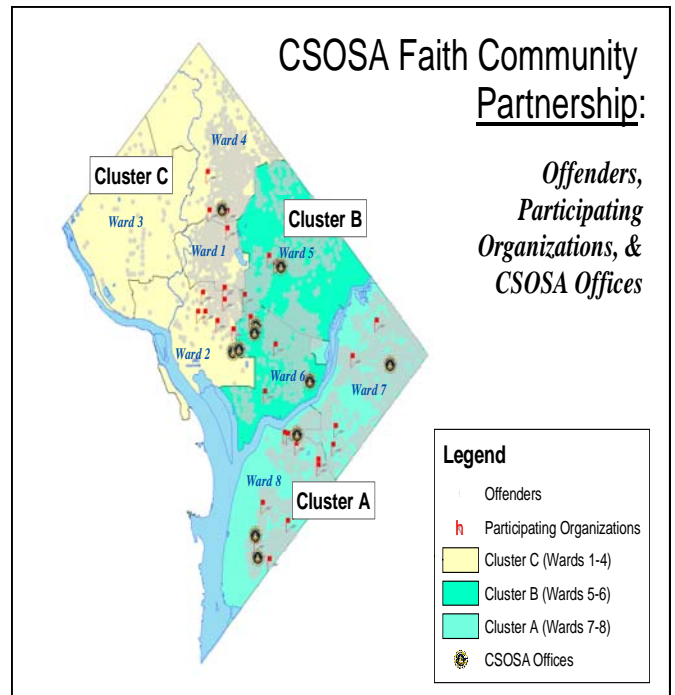 CSOSA Faith Community
Partnership:
Offenders,
Participating
Organizations, &
CSOSA Offices
Ward 4
Cluster C
Ward 3
Cluster B
Ward 1
Ward 5
Ward 2
Ward 6
Ward 7
Ward 8
Cluster A
Legend
Offenders
Participating Organizations
Cluster C (Wards 1-4)
Cluster B (Wards 5-6)
Cluster A (Wards 7-8)
CSOSA Offices